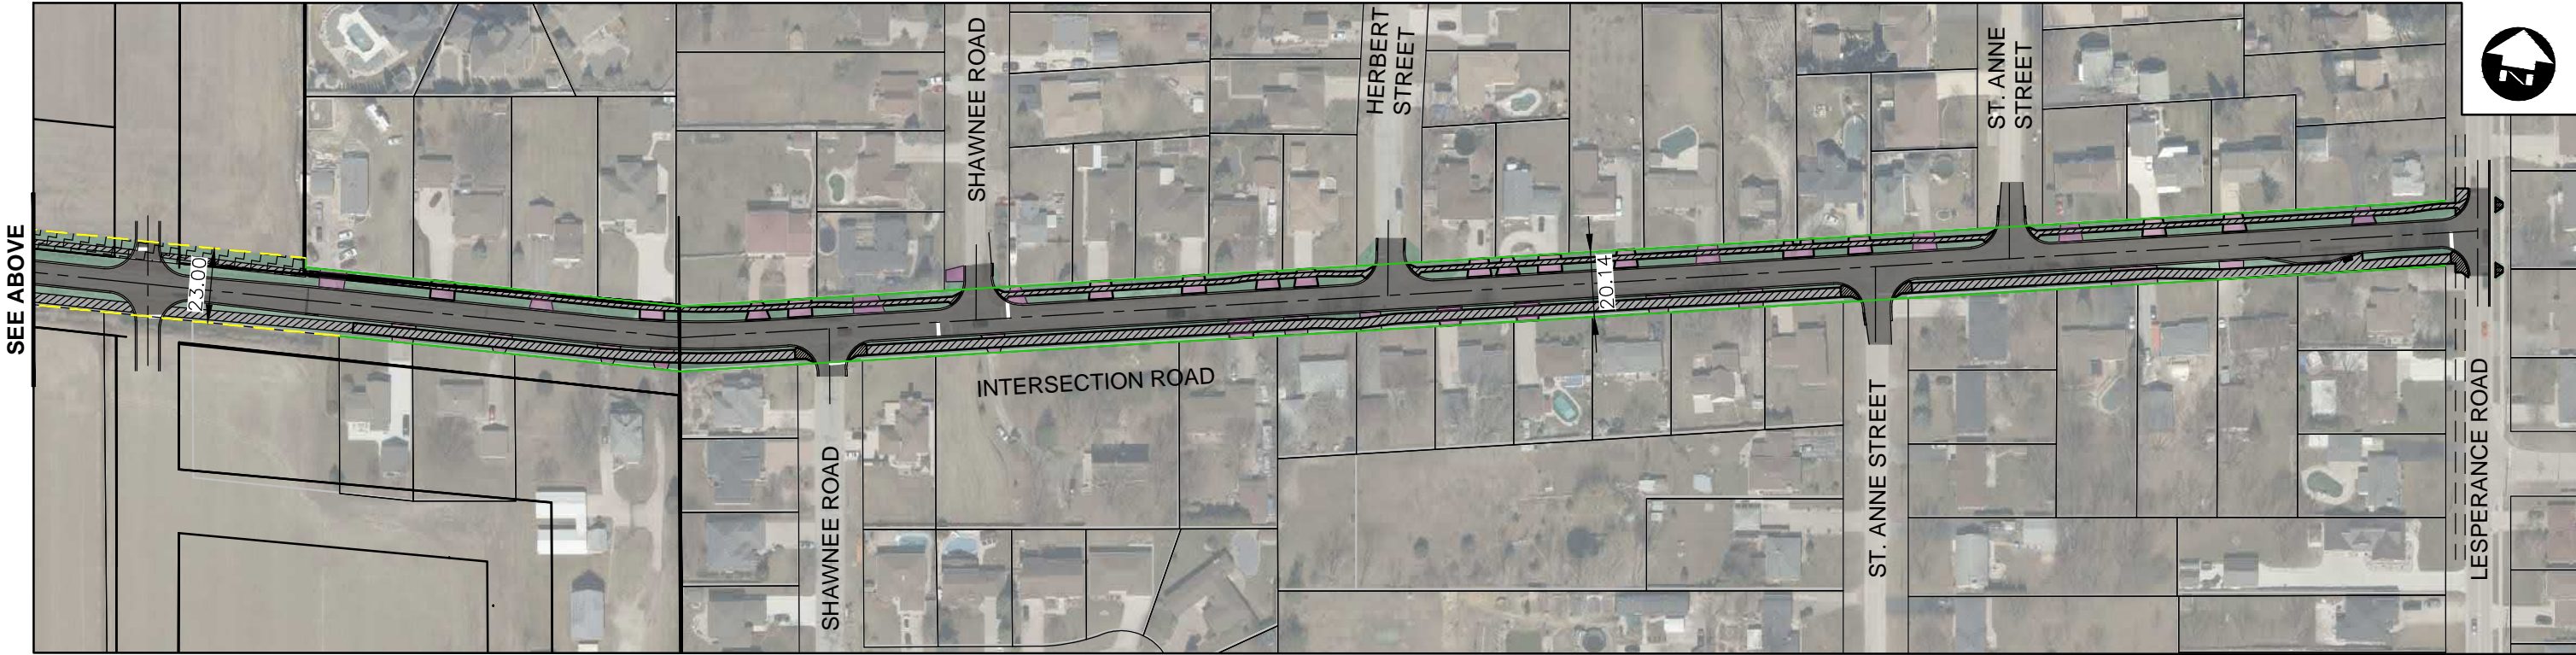 SEE ABOVE
23.00
SHAWNEE ROAD
SHAWNEE ROAD
INTERSECTION ROAD
HERBERT
STREET
20.14
ST. ANNE
STREET
ST. ANNE STREET
LESPERANCE ROAD